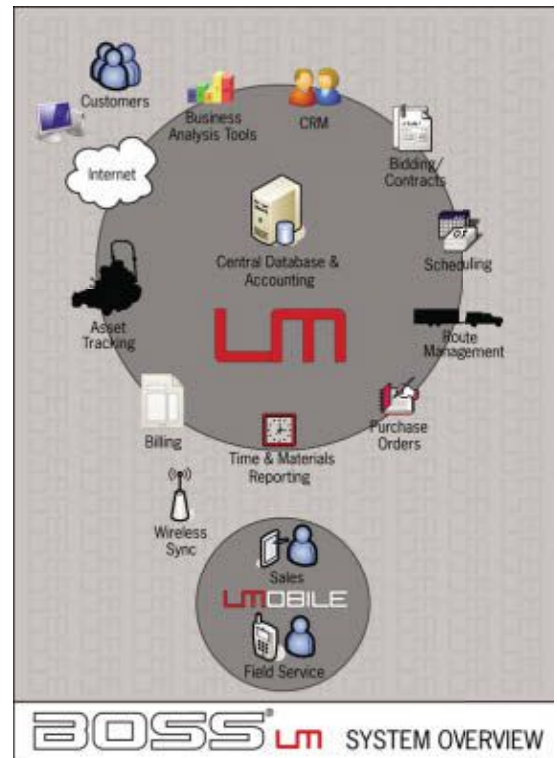 Customers
Business
Analysis Tools
CRM
Internet
Bidding/
Contracts
Central Database &
Accounting
Scheduling
LM
Asset
Tracking
Route
Management
Billing
Time & Materials
Reporting
Purchase
Orders
Wireless
Sync
Sales
LMOBILE
Field Service
BOSS® LM SYSTEM OVERVIEW